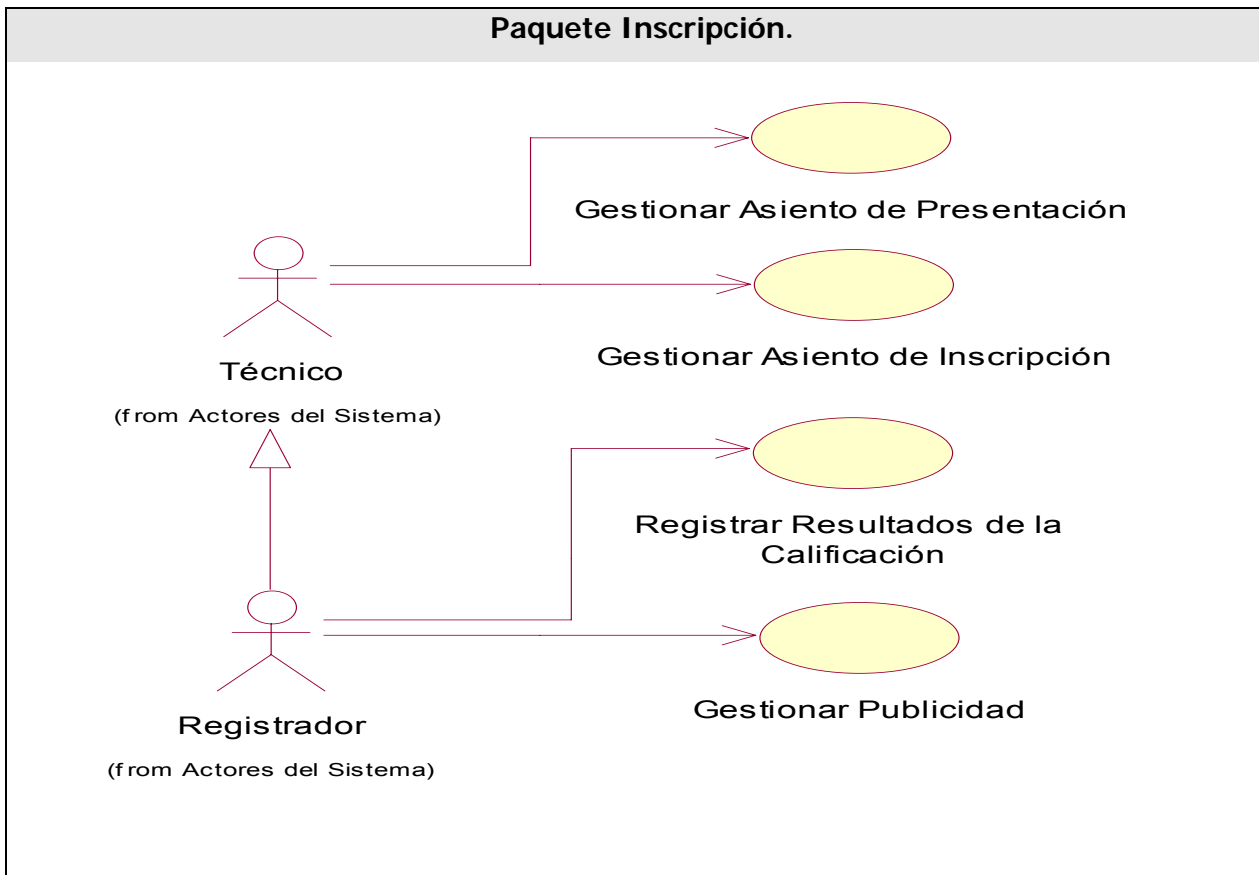 Paquete Inscripción.
Gestionar Asiento de Presentación
Gestionar Asiento de Inscripción
Técnico
(from Actores del Sistema)
Registrar Resultados de la
Calificación
Gestionar Publicidad
Registrador
(from Actores del Sistema)